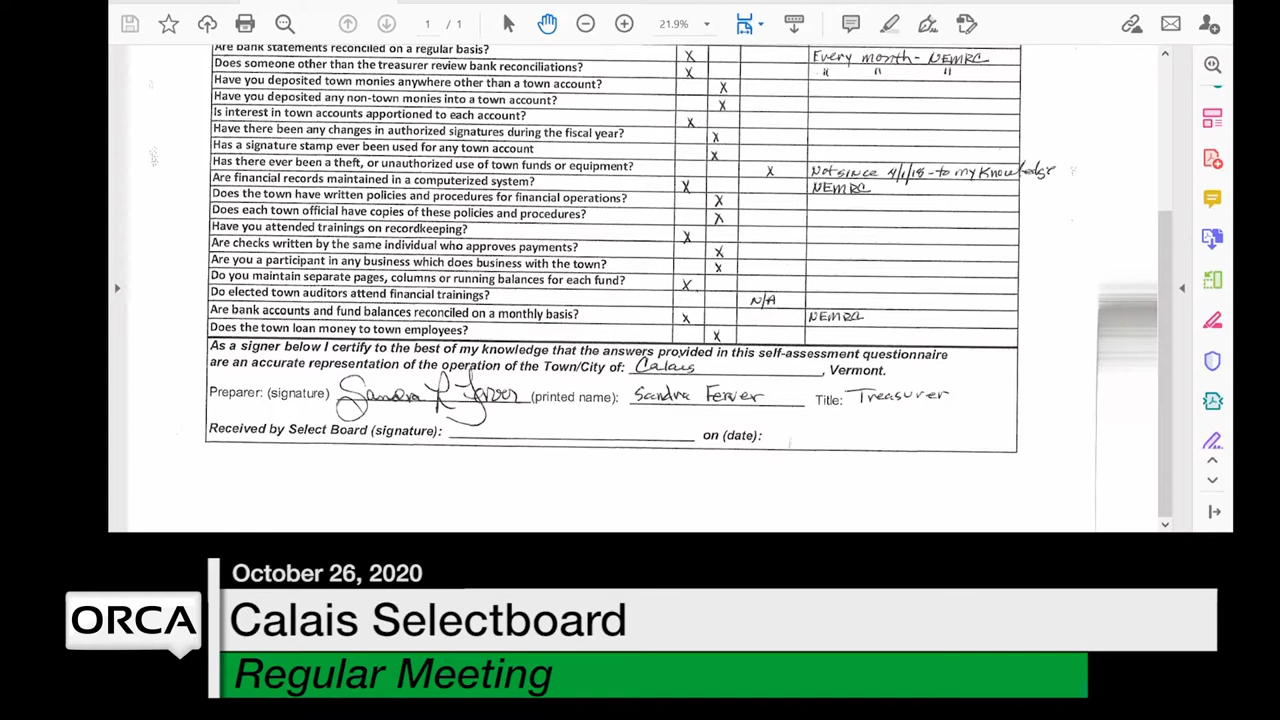 1 / 1
21.9%
Are bank statements reconciled on a regular basis? X Every month - NEMRC
Does someone other than the treasurer review bank reconciliations? X " " "
Have you deposited town monies anywhere other than a town account? X
Have you deposited any non-town monies into a town account? X
Is interest in town accounts apportioned to each account? X
Have there been any changes in authorized signatures during the fiscal year? X
Has a signature stamp ever been used for any town account X
Has there ever been a theft, or unauthorized use of town funds or equipment? X Not since 4/1/18 - to my Knowledge
Are financial records maintained in a computerized system? X NEMRC
Does the town have written policies and procedures for financial operations? X
Does each town official have copies of these policies and procedures? X
Have you attended trainings on recordkeeping? X
Are checks written by the same individual who approves payments? X
Are you a participant in any business which does business with the town? X
Do you maintain separate pages, columns or running balances for each fund? X
Do elected town auditors attend financial trainings? N/A
Are bank accounts and fund balances reconciled on a monthly basis? X NEMRC
Does the town loan money to town employees? X
As a signer below I certify to the best of my knowledge that the answers provided in this self-assessment questionnaire
are an accurate representation of the operation of the Town/City of: Calais, Vermont.
Preparer: (signature) Sandra L Ferver (printed name): Sandra Ferver Title: Treasurer
Received by Select Board (signature): on (date):
October 26, 2020
ORCA
Calais Selectboard
Regular Meeting